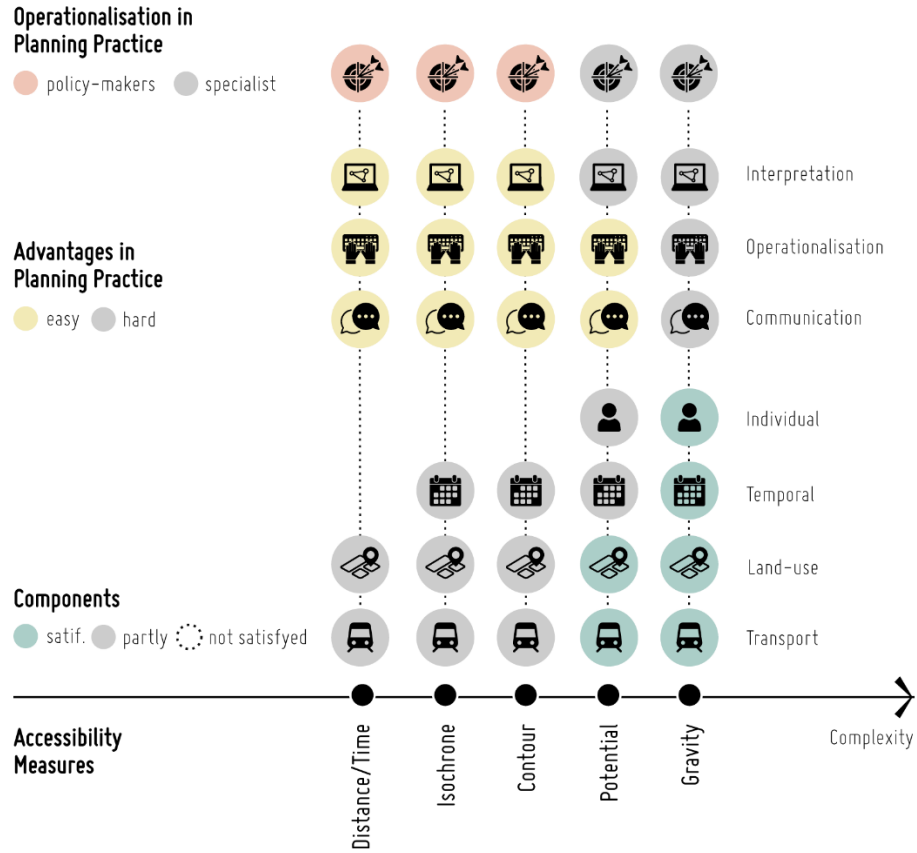 Operationalisation in
Planning Practice
policy-makers specialist
Interpretation
Advantages in
Planning Practice
easy hard
Operationalisation
Communication
Individual
Temporal
Land-use
Components
satif. partly not satisfyed
Transport
Accessibility
Measures
Distance/Time
Isochrone
Contour
Potential
Gravity
Complexity